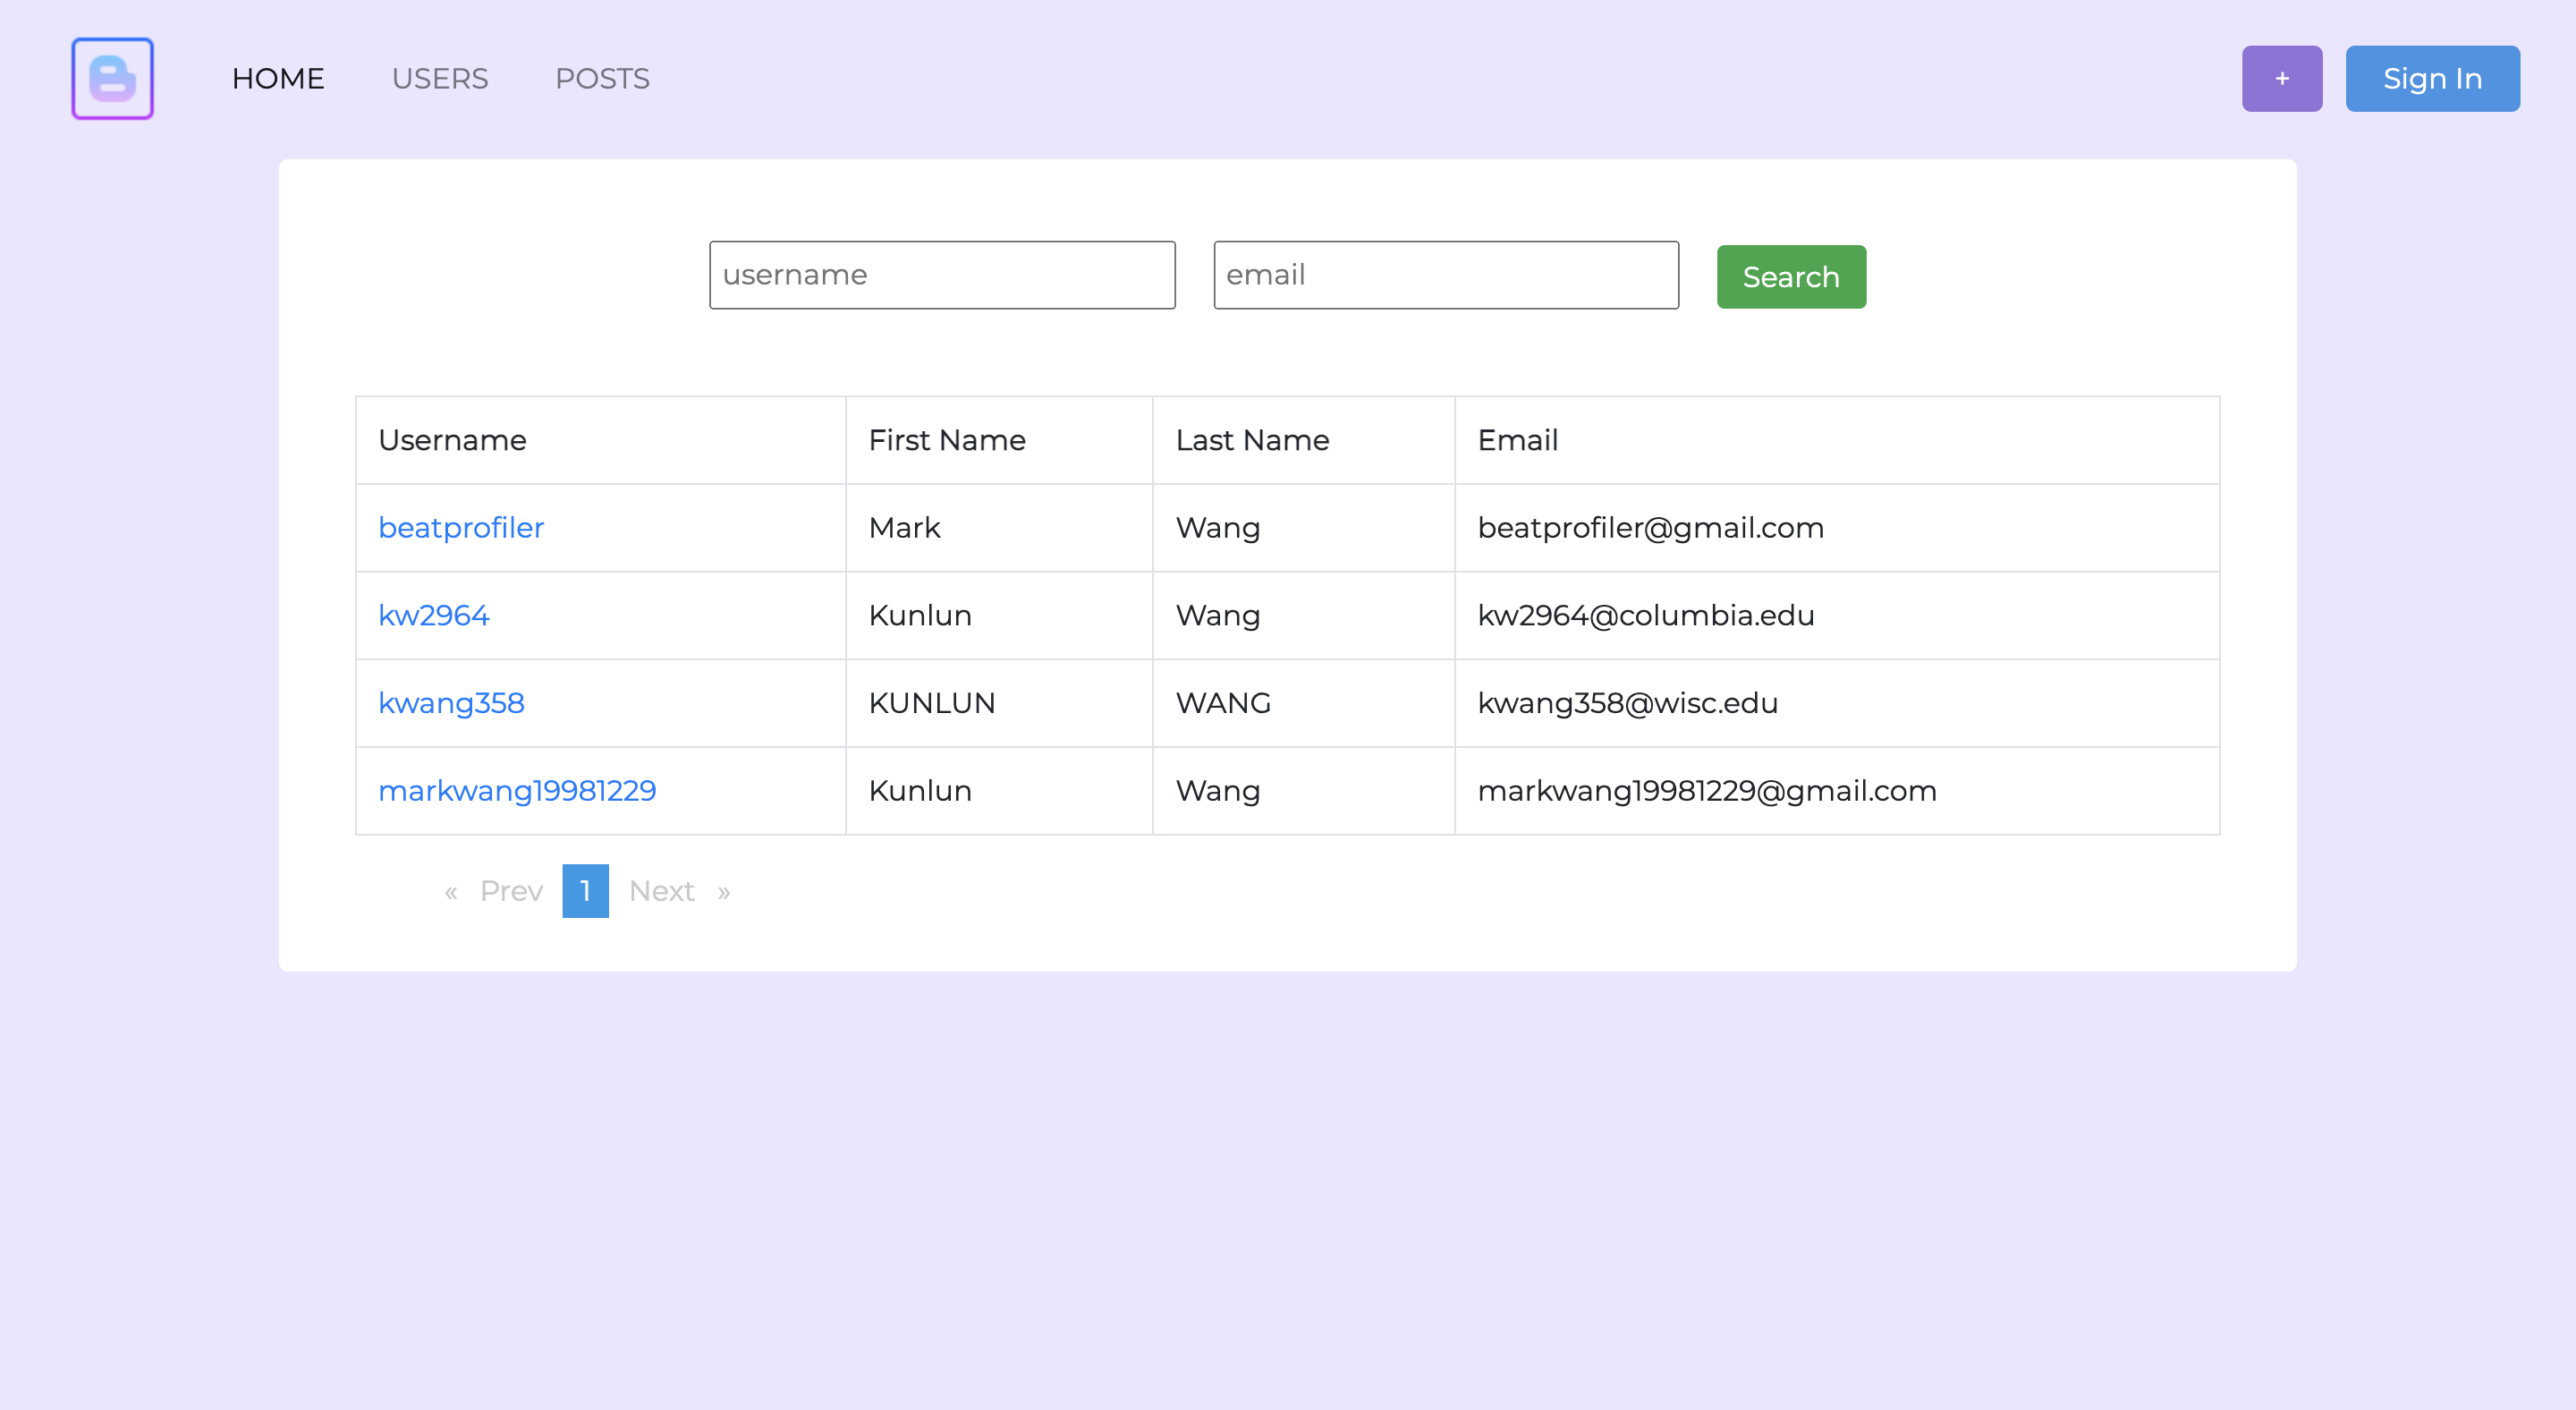 HOME USERS POSTS + Sign In
username email Search
Username First Name Last Name Email
beatprofiler Mark Wang beatprofiler@gmail.com
kw2964 Kunlun Wang kw2964@columbia.edu
kwang358 KUNLUN WANG kwang358@wisc.edu
markwang19981229 Kunlun Wang markwang19981229@gmail.com
« Prev 1 Next »